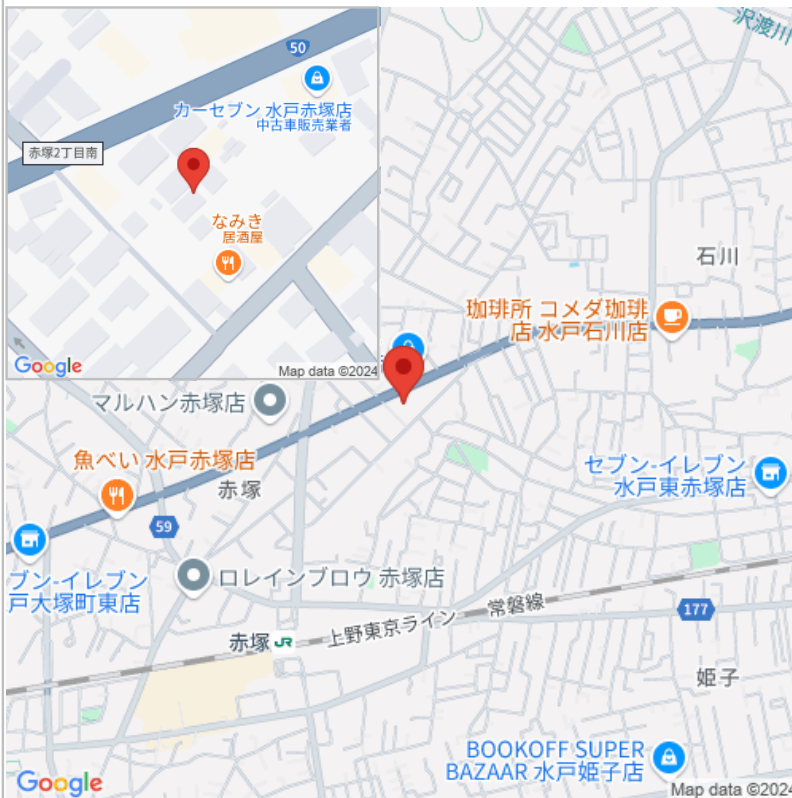 50
カーセブン 水戸赤塚店
中古車販売業者
赤塚2丁目南
なみき
居酒屋
Google
Map data ©2024
沢渡川
石川
珈琲所 コメダ珈琲
店 水戸石川店
マルハン赤塚店
魚べい 水戸赤塚店
赤塚
セブン-イレブン
水戸東赤塚店
59
ブン-イレブン
戸大塚町東店
ロレインブロウ 赤塚店
常磐線
上野東京ライン
177
赤塚 JR
姫子
BOOKOFF SUPER
BAZAAR 水戸姫子店
Google
Map data ©2024